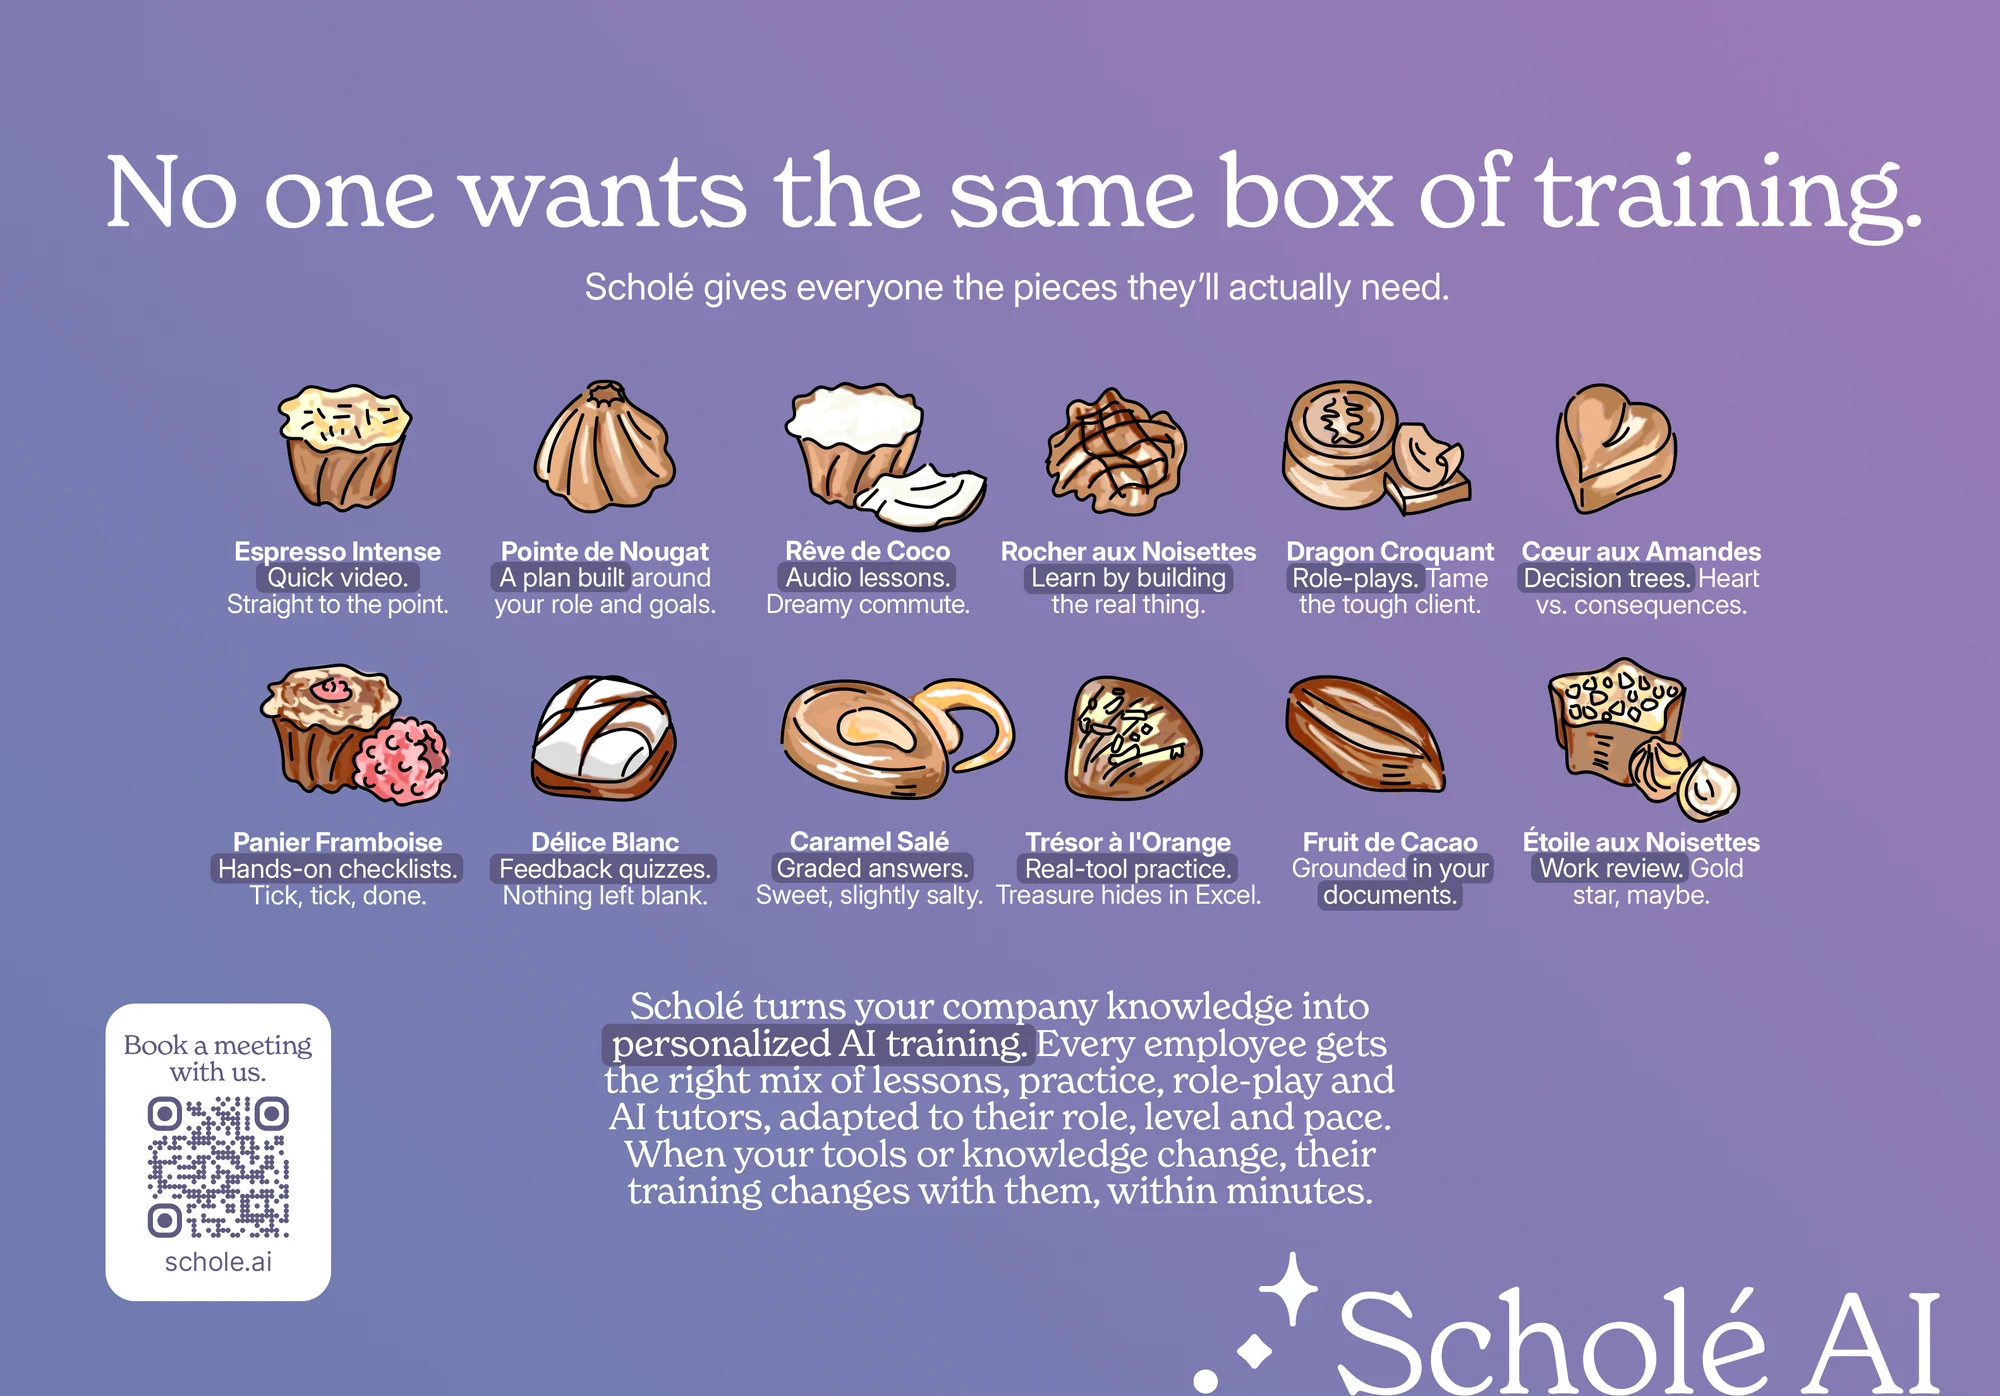 No one wants the same box of training.
Scholé gives everyone the pieces they’ll actually need.
Espresso Intense
Quick video.
Straight to the point.
Pointe de Nougat
A plan built around
your role and goals.
Rêve de Coco
Audio lessons.
Dreamy commute.
Rocher aux Noisettes
Learn by building
the real thing.
Dragon Croquant
Role-plays. Tame
the tough client.
Cœur aux Amandes
Decision trees. Heart
vs. consequences.
Panier Framboise
Hands-on checklists.
Tick, tick, done.
Délice Blanc
Feedback quizzes.
Nothing left blank.
Caramel Salé
Graded answers.
Sweet, slightly salty.
Trésor à l'Orange
Real-tool practice.
Treasure hides in Excel.
Fruit de Cacao
Grounded in your
documents.
Étoile aux Noisettes
Work review. Gold
star, maybe.
Book a meeting
with us.
schole.ai
Scholé turns your company knowledge into
personalized AI training. Every employee gets
the right mix of lessons, practice, role-play and
AI tutors, adapted to their role, level and pace.
When your tools or knowledge change, their
training changes with them, within minutes.
Scholé AI